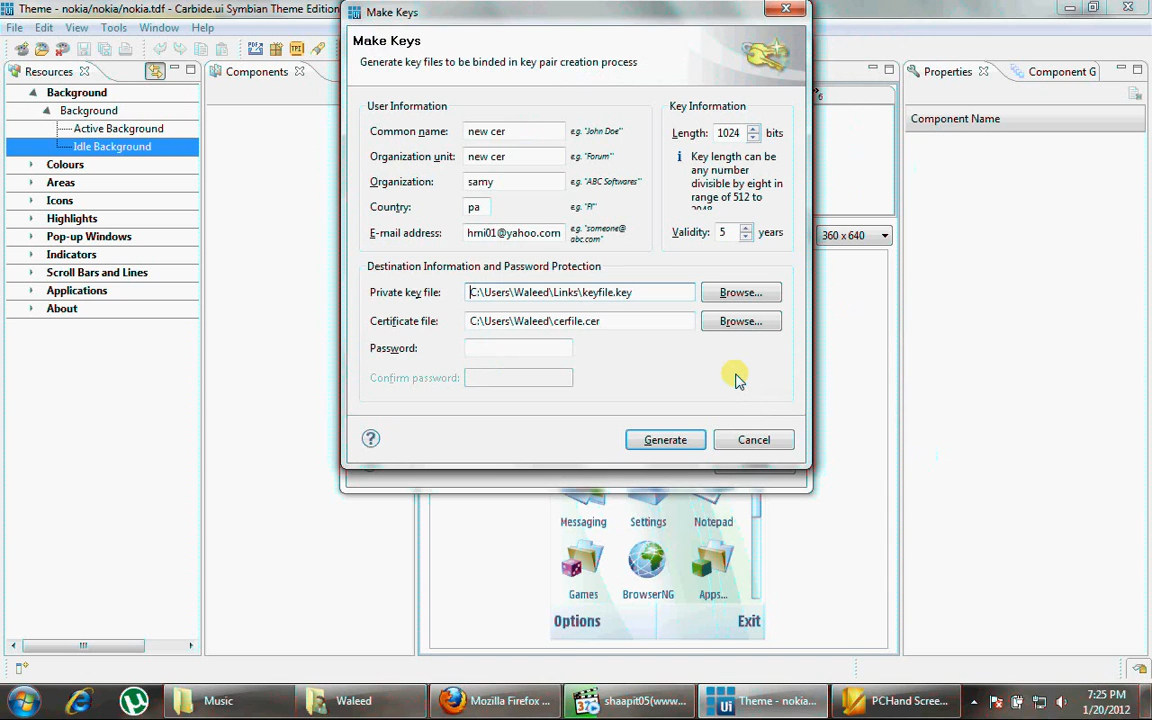 Theme - nokia/nokia/nokia.tdf - Carbide.ui Symbian Theme Edition
Make Keys
File Edit View Tools Window Help
Make Keys
Generate key files to be binded in key pair creation process
Resources
Components
Properties
Component G
Component Name
Background
Background
Active Background
Idle Background
Colours
Areas
Icons
Highlights
Pop-up Windows
Indicators
Scroll Bars and Lines
Applications
About
User Information
Common name: new cer e.g. "John Doe"
Organization unit: new cer e.g. "Forum"
Organization: samy e.g. "ABC Softwares"
Country: pa e.g. "FI"
E-mail address: hmi01@yahoo.com e.g. "someone@
abc.com"
Key Information
Length: 1024 bits
Key length can be
any number
divisible by eight in
range of 512 to
2048
Validity: 5 years
360 x 640
Destination Information and Password Protection
Private key file: C:\Users\Waleed\Links\keyfile.key Browse...
Certificate file: C:\Users\Waleed\cerfile.cer Browse...
Password:
Confirm password:
Generate Cancel
Messaging Settings Notepad
Games BrowserNG Apps...
Options Exit
Music
Waleed
Mozilla Firefox ...
shaapit05(www...
Theme - nokia...
PCHand Scree...
7:25 PM
1/20/2012